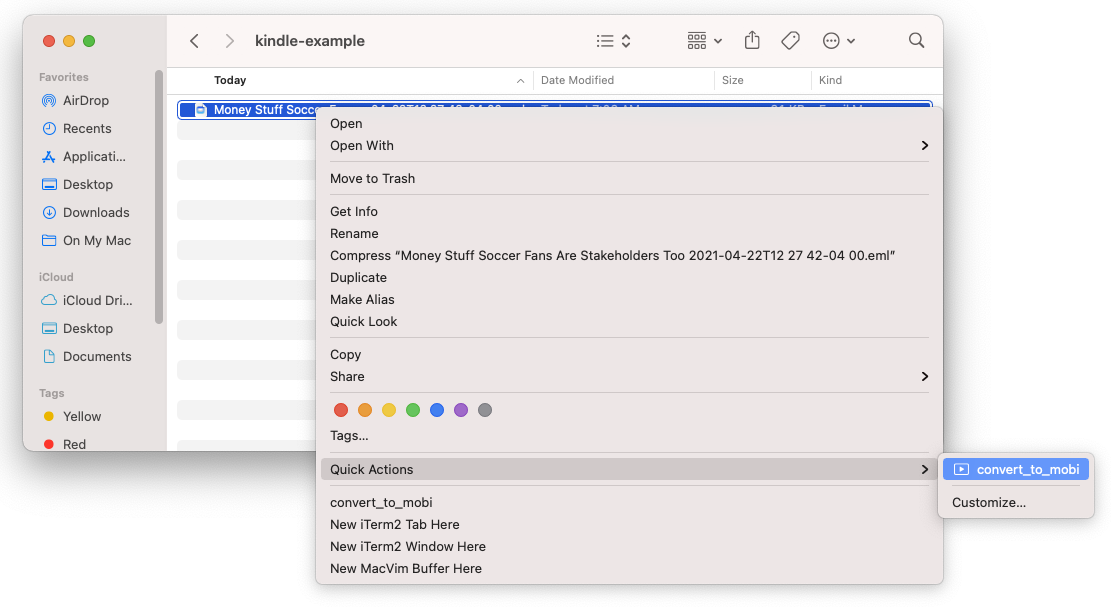 kindle-example
Favorites
AirDrop
Recents
Applicati...
Desktop
Downloads
On My Mac
iCloud
iCloud Dri...
Desktop
Documents
Tags
Yellow
Red
Today
Date Modified
Size
Kind
Money Stuff Socc
Open
Open With
Move to Trash
Get Info
Rename
Compress “Money Stuff Soccer Fans Are Stakeholders Too 2021-04-22T12 27 42-04 00.eml”
Duplicate
Make Alias
Quick Look
Copy
Share
Tags...
Quick Actions
convert_to_mobi
New iTerm2 Tab Here
New iTerm2 Window Here
New MacVim Buffer Here
convert_to_mobi
Customize...